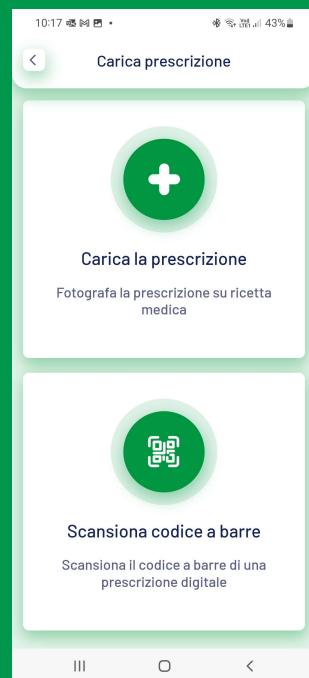 10:17
43%
Carica prescrizione
Carica la prescrizione
Fotografa la prescrizione su ricetta
medica
Scansiona codice a barre
Scansiona il codice a barre di una
prescrizione digitale